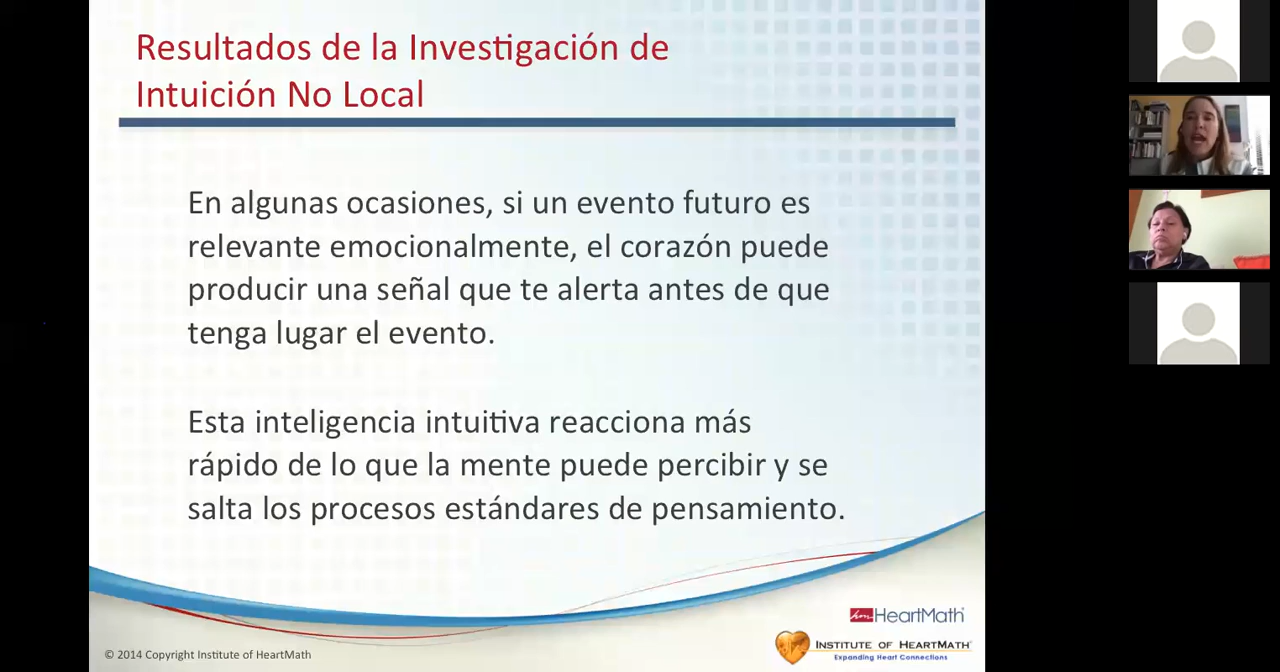 Resultados de la Investigación de
Intuición No Local
En algunas ocasiones, si un evento futuro es
relevante emocionalmente, el corazón puede
producir una señal que te alerta antes de que
tenga lugar el evento.
Esta inteligencia intuitiva reacciona más
rápido de lo que la mente puede percibir y se
salta los procesos estándares de pensamiento.
hm HeartMath®
INSTITUTE OF HEARTMATH®
Expanding Heart Connections
© 2014 Copyright Institute of HeartMath